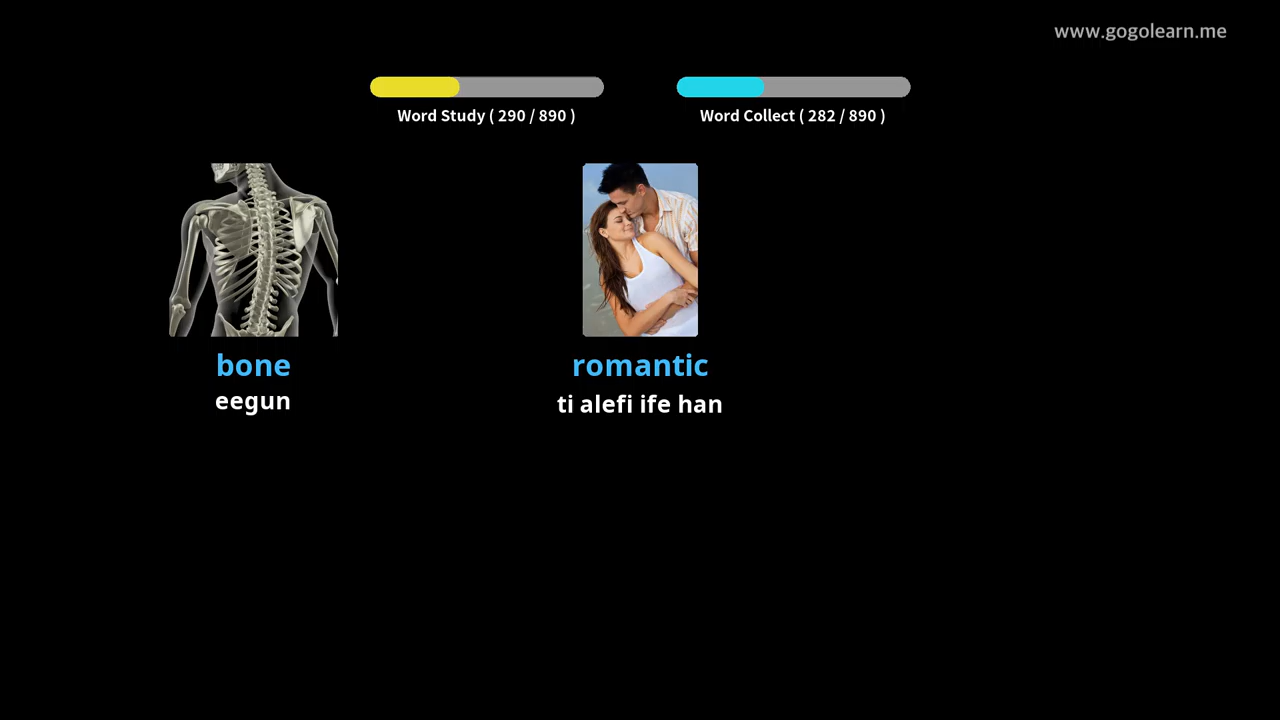 www.gogolearn.me
Word Study ( 290 / 890 )
Word Collect ( 282 / 890 )
bone
eegun
romantic
ti alefi ife han